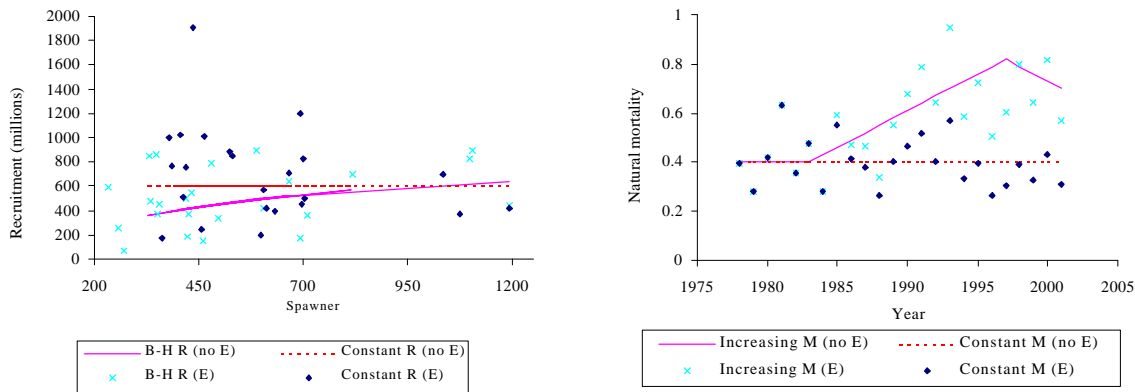 2000
1800
1600
1400
1200
1000
800
600
400
200
0
Recruitment (millions)
200 450 700 950 1200
Spawner
B-H R (no E) Constant R (no E)
B-H R (E) Constant R (E)
1
0.8
0.6
0.4
0.2
0
Natural mortality
1975 1980 1985 1990 1995 2000 2005
Year
Increasing M (no E) Constant M (no E)
Increasing M (E) Constant M (E)